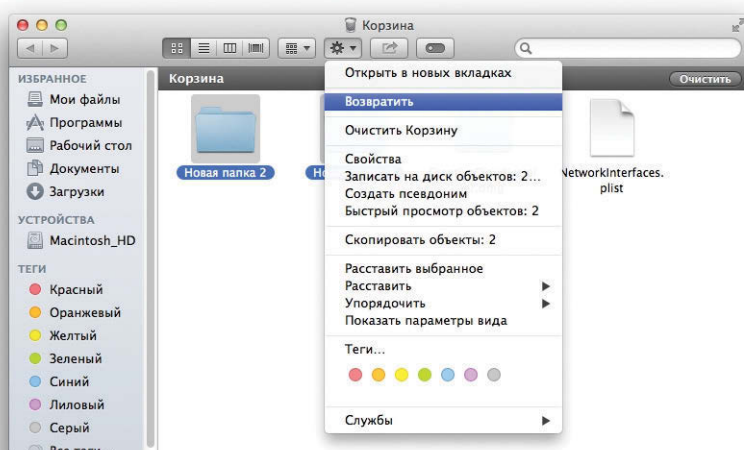 Корзина
ИЗБРАННОЕ
Мои файлы
Программы
Рабочий стол
Документы
Загрузки
УСТРОЙСТВА
Macintosh_HD
ТЕГИ
Красный
Оранжевый
Желтый
Зеленый
Синий
Лиловый
Серый
Все теги
Корзина
Очистить
Новая папка 2
NetworkInterfaces.
plist
Открыть в новых вкладках
Возвратить
Очистить Корзину
Свойства
Записать на диск объектов: 2...
Создать псевдоним
Быстрый просмотр объектов: 2
Скопировать объекты: 2
Расставить выбранное
Расставить
Упорядочить
Показать параметры вида
Теги...
Службы